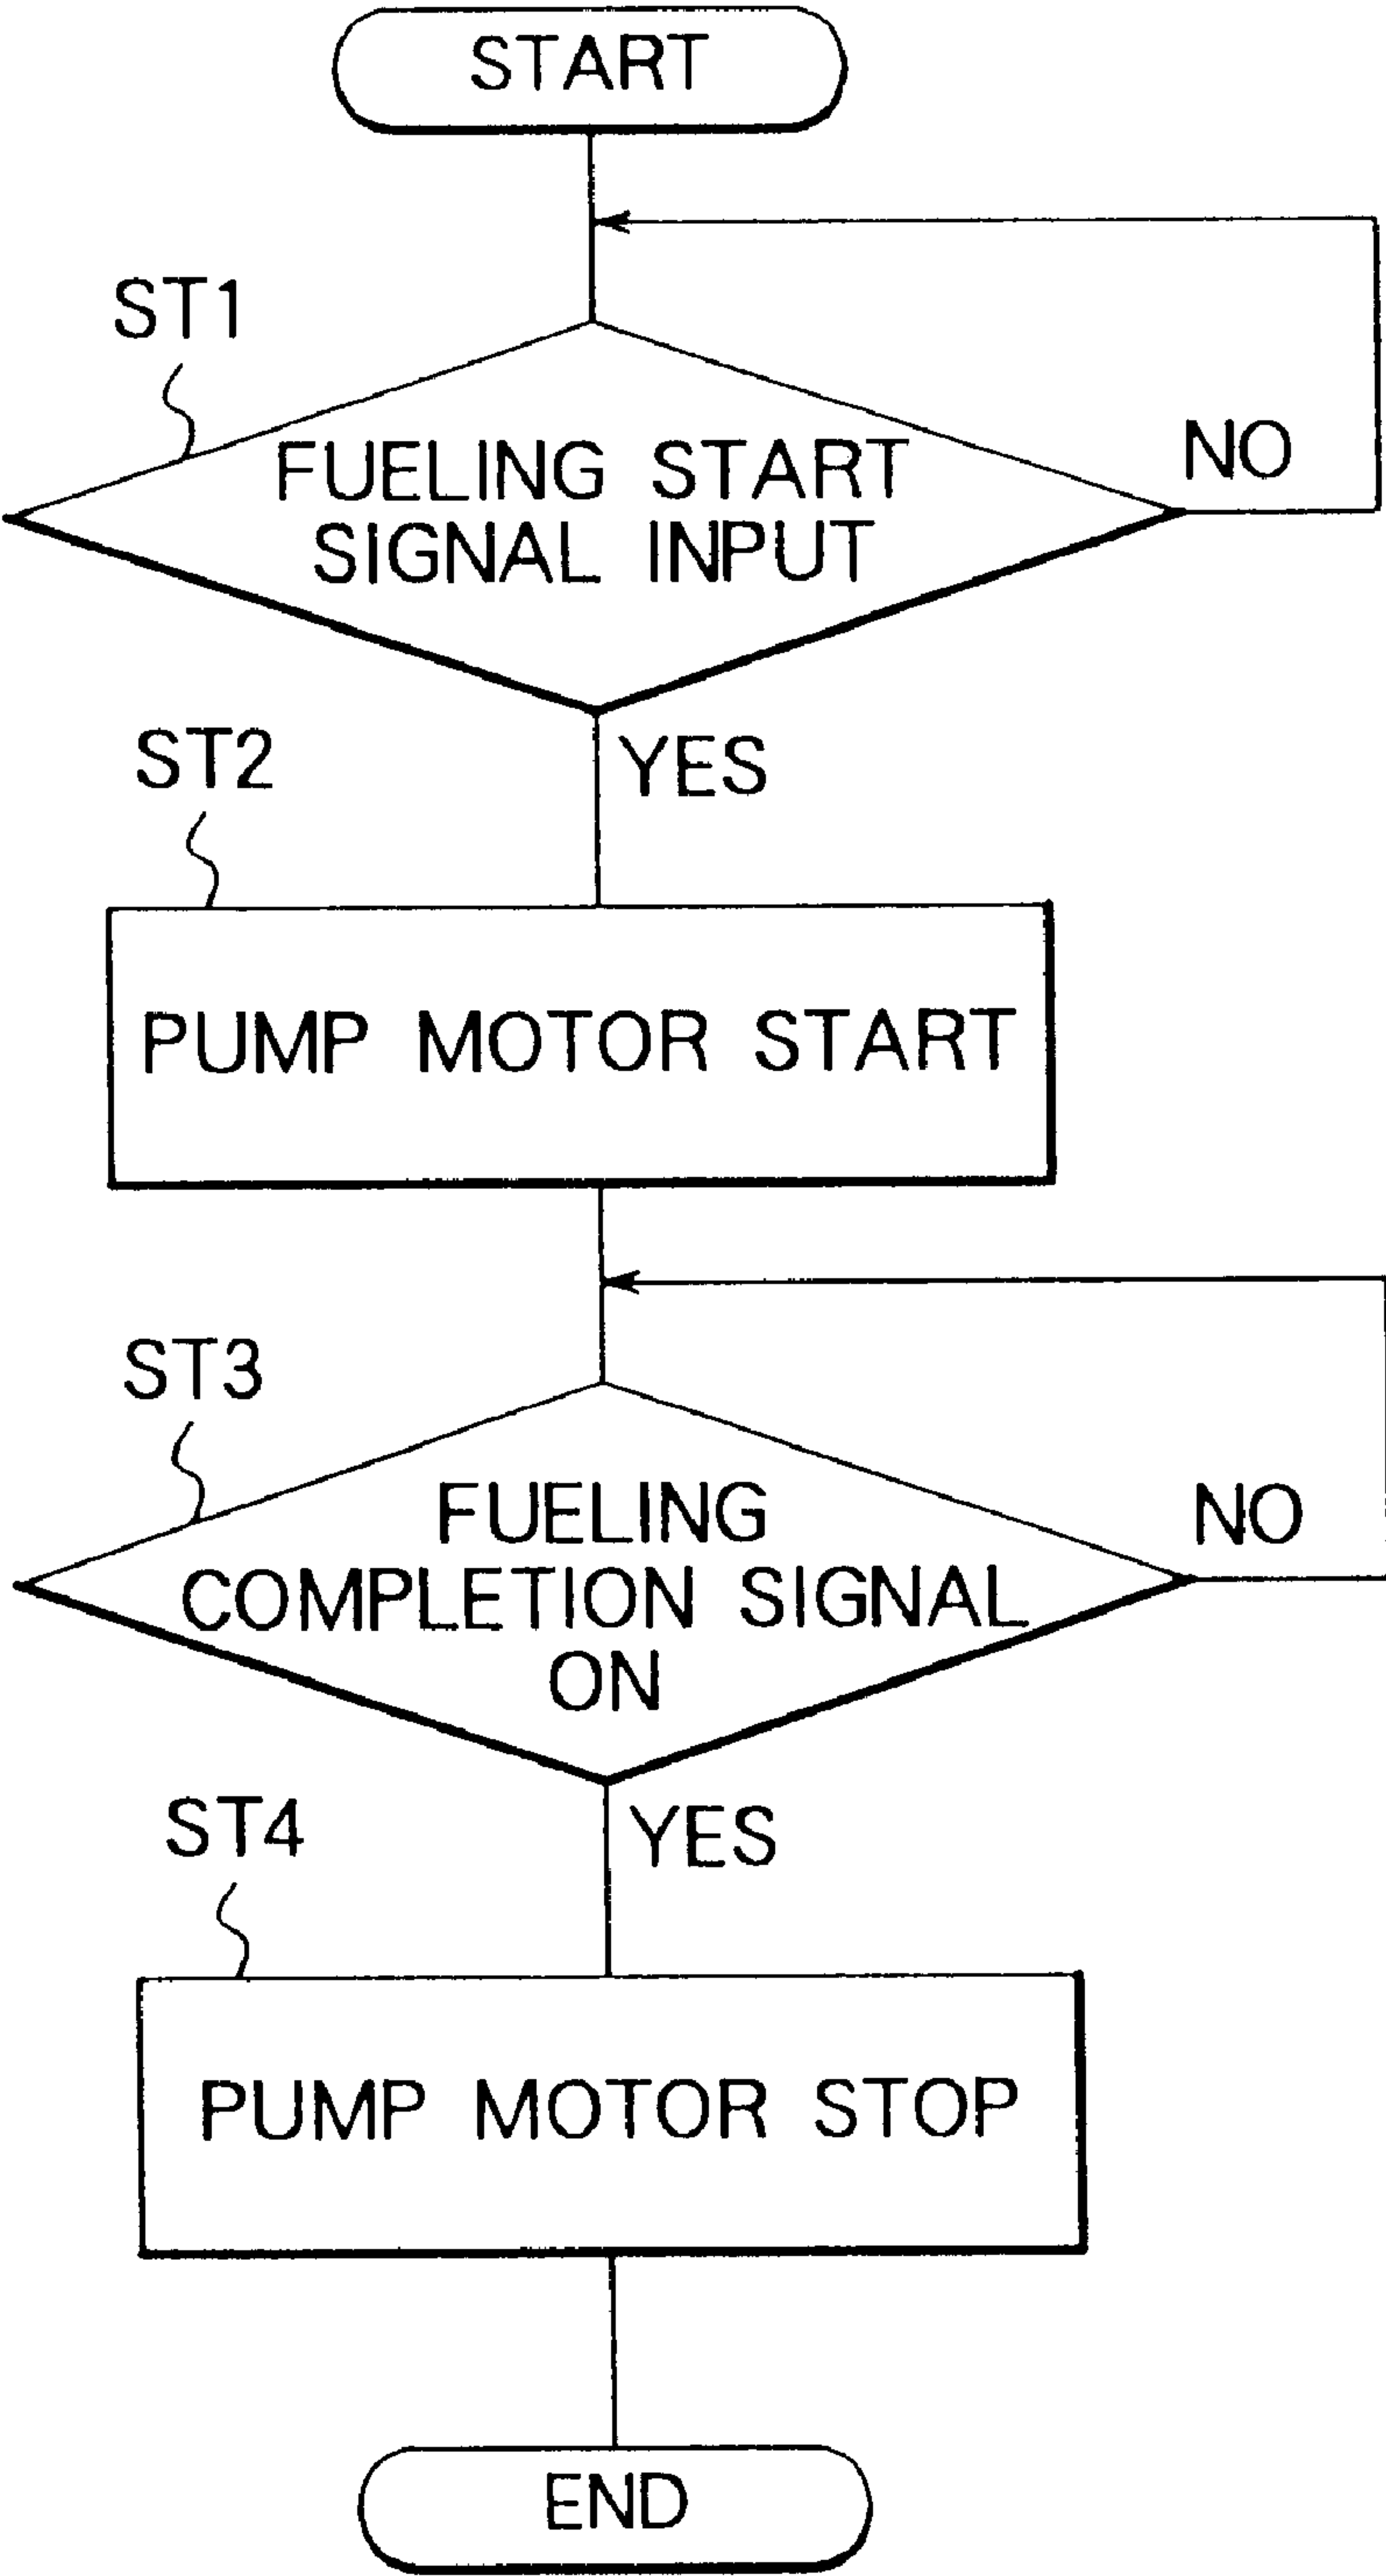 START
ST1
FUELING START
SIGNAL INPUT
NO
YES
ST2
PUMP MOTOR START
ST3
FUELING
COMPLETION SIGNAL
ON
NO
YES
ST4
PUMP MOTOR STOP
END